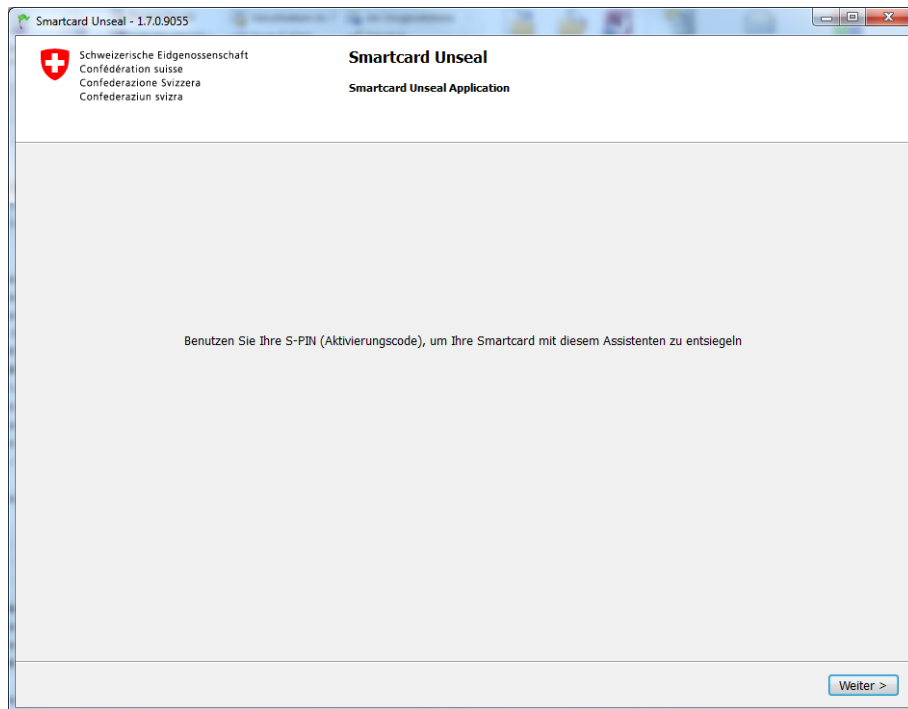 Smartcard Unseal - 1.7.0.9055
Schweizerische Eidgenossenschaft
Confédération suisse
Confederazione Svizzera
Confederaziun svizra
Smartcard Unseal
Smartcard Unseal Application
Benutzen Sie Ihre S-PIN (Aktivierungscode), um Ihre Smartcard mit diesem Assistenten zu entsiegeln
Weiter >